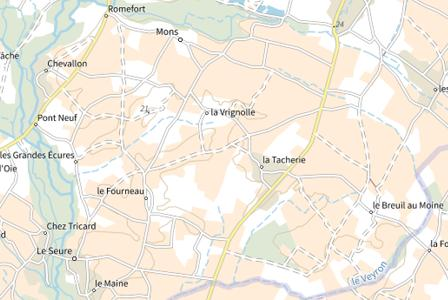 Romefort
Mons
24
Chevallon
la Vrignolle
Pont Neuf
les Grandes Écures
d'Oie
la Tacherie
le Fourneau
le Breuil au Moine
Chez Tricard
Le Seure
le Maine
le Veyron